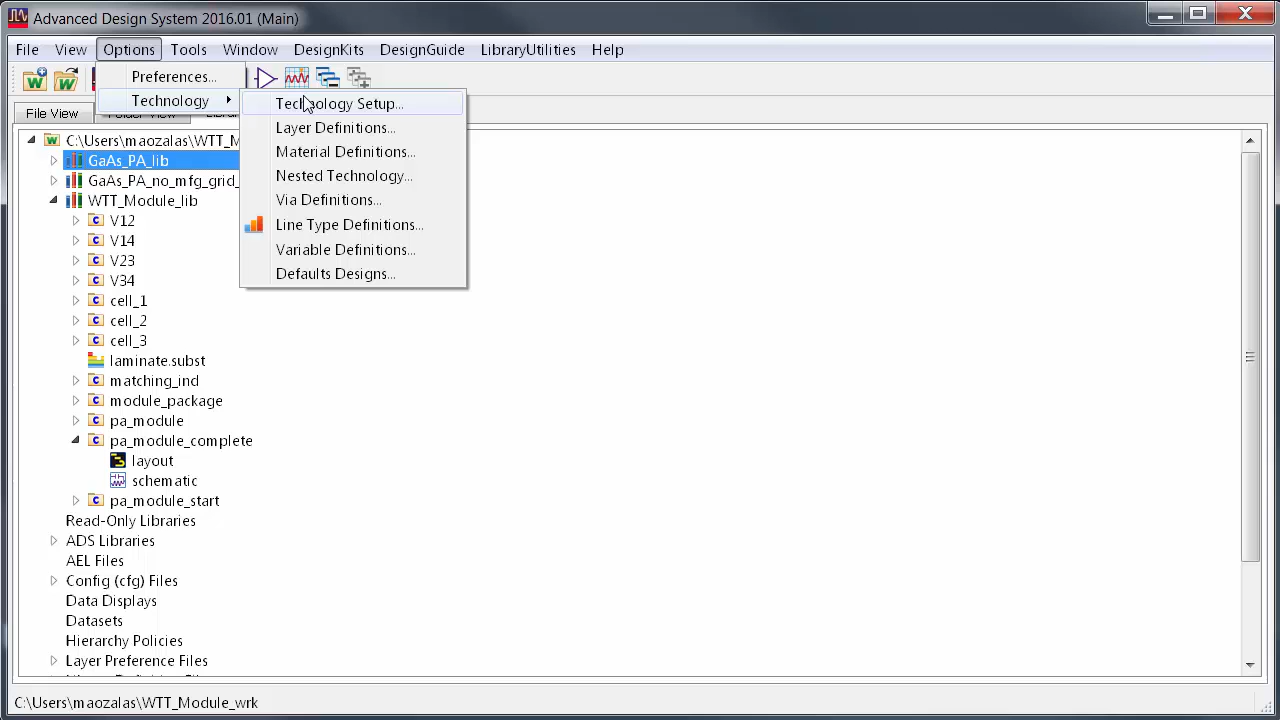 Advanced Design System 2016.01 (Main)
File View Options Tools Window DesignKits DesignGuide LibraryUtilities Help
Preferences...
Technology
Technology Setup...
Layer Definitions...
Material Definitions...
Nested Technology...
Via Definitions...
Line Type Definitions...
Variable Definitions...
Defaults Designs...
File View
C:\Users\maozalas\WTT_M
GaAs_PA_lib
GaAs_PA_no_mfg_grid_
WTT_Module_lib
V12
V14
V23
V34
cell_1
cell_2
cell_3
laminate.subst
matching_ind
module_package
pa_module
pa_module_complete
layout
schematic
pa_module_start
Read-Only Libraries
ADS Libraries
AEL Files
Config (cfg) Files
Data Displays
Datasets
Hierarchy Policies
Layer Preference Files
C:\Users\maozalas\WTT_Module_wrk